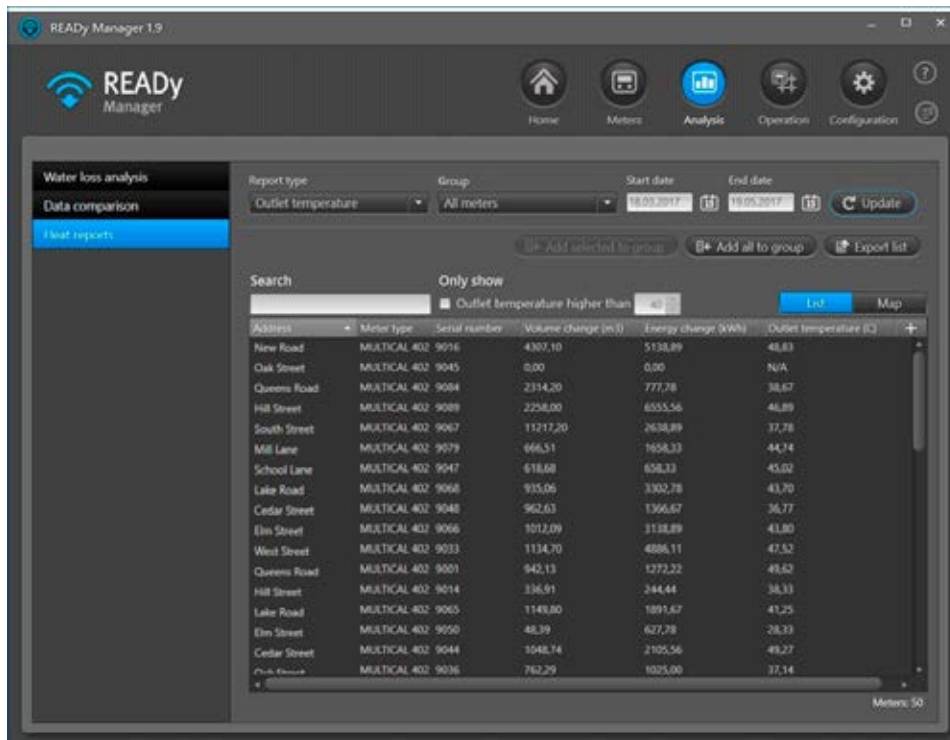 READy Manager 1.9
READy
Manager
Home Meters Analysis Operation Configuration
Water loss analysis
Data comparison
Heat reports
Report type Group Start date End date
Outlet temperature All meters 18.03.2017 19.05.2017 Update
Add selected to group Add all to group Export list
Search Only show
Outlet temperature higher than 40 List Map
Address Meter type Serial number Volume change (m3) Energy change (kWh) Outlet temperature (C) +
New Road MULTICAL 402 9016 4307,10 5138,89 48,83
Oak Street MULTICAL 402 9045 0,00 0,00 N/A
Queens Road MULTICAL 402 9084 2314,20 777,78 38,67
Hill Street MULTICAL 402 9089 2258,00 6555,56 46,89
South Street MULTICAL 402 9067 11217,20 2638,89 37,78
Mill Lane MULTICAL 402 9079 666,51 1658,33 44,74
School Lane MULTICAL 402 9047 618,68 658,33 45,02
Lake Road MULTICAL 402 9068 935,06 3302,78 43,70
Cedar Street MULTICAL 402 9048 962,63 1366,67 36,77
Elm Street MULTICAL 402 9066 1012,09 3138,89 43,80
West Street MULTICAL 402 9033 1134,70 4886,11 47,52
Queens Road MULTICAL 402 9001 942,13 1272,22 49,62
Hill Street MULTICAL 402 9014 336,91 244,44 38,33
Lake Road MULTICAL 402 9065 1149,80 1891,67 41,25
Elm Street MULTICAL 402 9050 48,39 627,78 28,33
Cedar Street MULTICAL 402 9044 1048,74 2105,56 49,27
Oak Street MULTICAL 402 9036 762,29 1025,00 37,14
Meters: 50